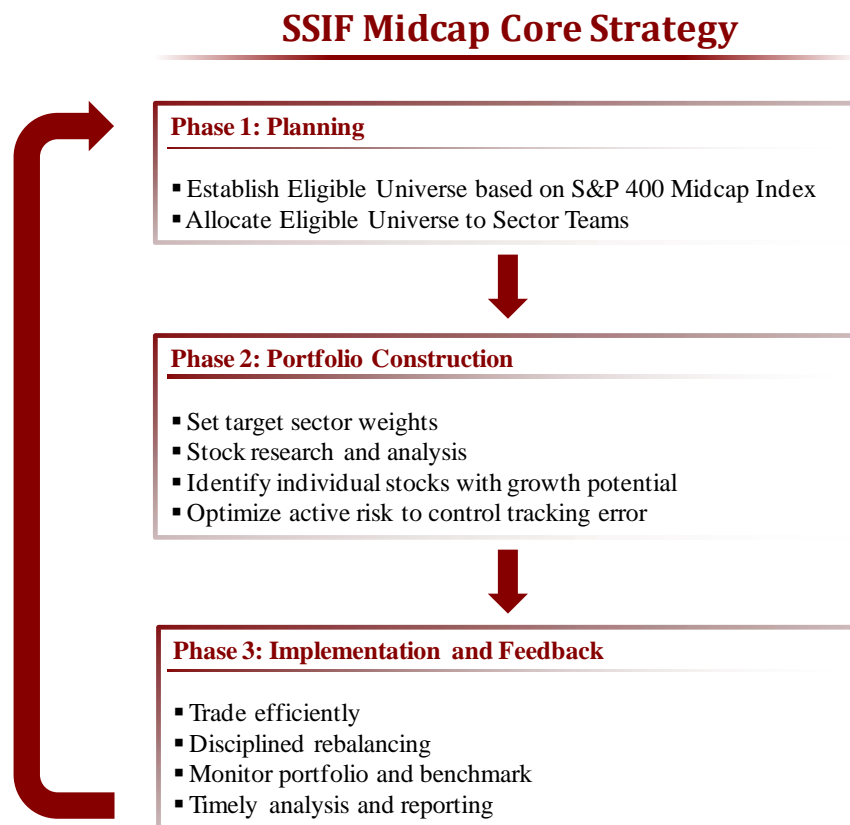 SSIF Midcap Core Strategy
Phase 1: Planning
▪ Establish Eligible Universe based on S&P 400 Midcap Index
▪ Allocate Eligible Universe to Sector Teams
Phase 2: Portfolio Construction
▪ Set target sector weights
▪ Stock research and analysis
▪ Identify individual stocks with growth potential
▪ Optimize active risk to control tracking error
Phase 3: Implementation and Feedback
▪ Trade efficiently
▪ Disciplined rebalancing
▪ Monitor portfolio and benchmark
▪ Timely analysis and reporting